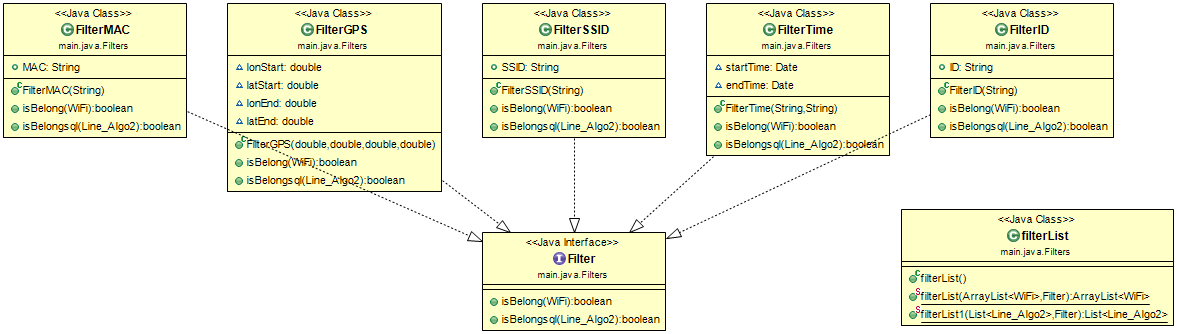 <<Java Class>>
FilterMAC
main.java.Filters
MAC: String
FilterMAC(String)
isBelong(WiFi):boolean
isBelongsql(Line_Algo2):boolean
<<Java Class>>
FilterGPS
main.java.Filters
lonStart: double
latStart: double
lonEnd: double
latEnd: double
FilterGPS(double,double,double,double)
isBelong(WiFi):boolean
isBelongsql(Line_Algo2):boolean
<<Java Class>>
FilterSSID
main.java.Filters
SSID: String
FilterSSID(String)
isBelong(WiFi):boolean
isBelongsql(Line_Algo2):boolean
<<Java Class>>
FilterTime
main.java.Filters
startTime: Date
endTime: Date
FilterTime(String,String)
isBelong(WiFi):boolean
isBelongsql(Line_Algo2):boolean
<<Java Class>>
FilterID
main.java.Filters
ID: String
FilterID(String)
isBelong(WiFi):boolean
isBelongsql(Line_Algo2):boolean
<<Java Interface>>
Filter
main.java.Filters
isBelong(WiFi):boolean
isBelongsql(Line_Algo2):boolean
<<Java Class>>
filterList
main.java.Filters
filterList()
filterList(ArrayList<WiFi>,Filter):ArrayList<WiFi>
filterList1(List<Line_Algo2>,Filter):List<Line_Algo2>